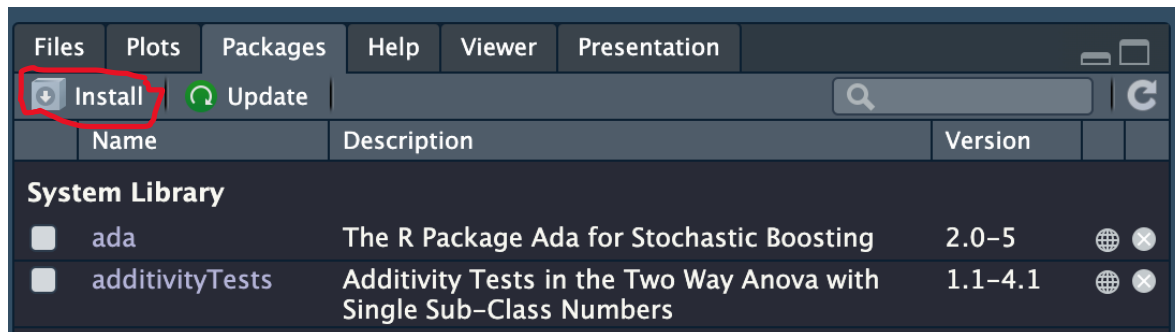 Files Plots Packages Help Viewer Presentation
Install Update
Name Description Version
System Library
ada The R Package Ada for Stochastic Boosting 2.0-5
additivityTests Additivity Tests in the Two Way Anova with 1.1-4.1
Single Sub-Class Numbers